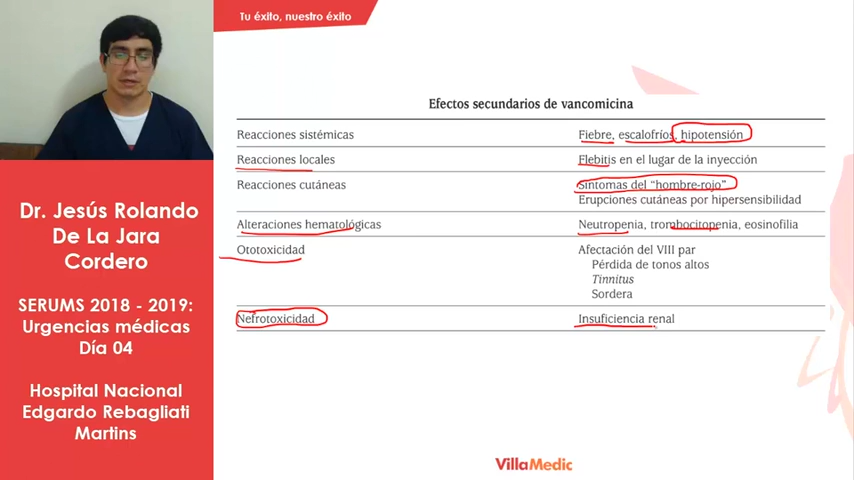 Tu éxito, nuestro éxito
Efectos secundarios de vancomicina
Reacciones sistémicas
Fiebre, escalofríos, hipotensión
Reacciones locales
Flebitis en el lugar de la inyección
Reacciones cutáneas
Síntomas del “hombre-rojo”
Erupciones cutáneas por hipersensibilidad
Alteraciones hematológicas
Neutropenia, trombocitopenia, eosinofilia
Ototoxicidad
Afectación del VIII par
Pérdida de tonos altos
Tinnitus
Sordera
Nefrotoxicidad
Insuficiencia renal
Dr. Jesús Rolando
De La Jara
Cordero
SERUMS 2018 - 2019:
Urgencias médicas
Día 04
Hospital Nacional
Edgardo Rebagliati
Martins
VillaMedic